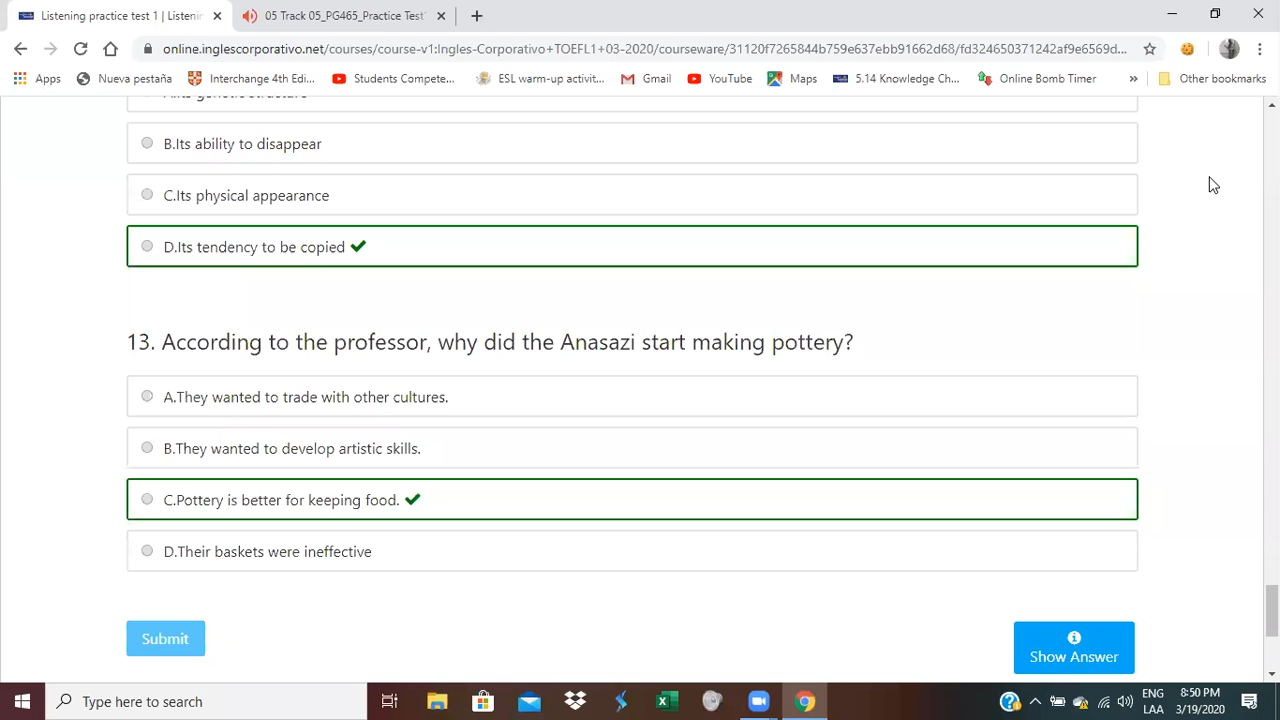 Listening practice test 1 | Listenin
05 Track 05_PG465_Practice Test
online.inglescorporativo.net/courses/course-v1:Ingles-Corporativo+TOEFL1+03-2020/courseware/31120f7265844b759e637ebb91662d68/fd324650371242af9e6569d...
Apps
Nueva pestaña
Interchange 4th Edi...
Students Compete...
ESL warm-up activit...
Gmail
YouTube
Maps
5.14 Knowledge Ch...
Online Bomb Timer
»
Other bookmarks
A.Its genetic structure
B.Its ability to disappear
C.Its physical appearance
D.Its tendency to be copied
13. According to the professor, why did the Anasazi start making pottery?
A.They wanted to trade with other cultures.
B.They wanted to develop artistic skills.
C.Pottery is better for keeping food.
D.Their baskets were ineffective
Submit
Show Answer
Type here to search
ENG
LAA
8:50 PM
3/19/2020